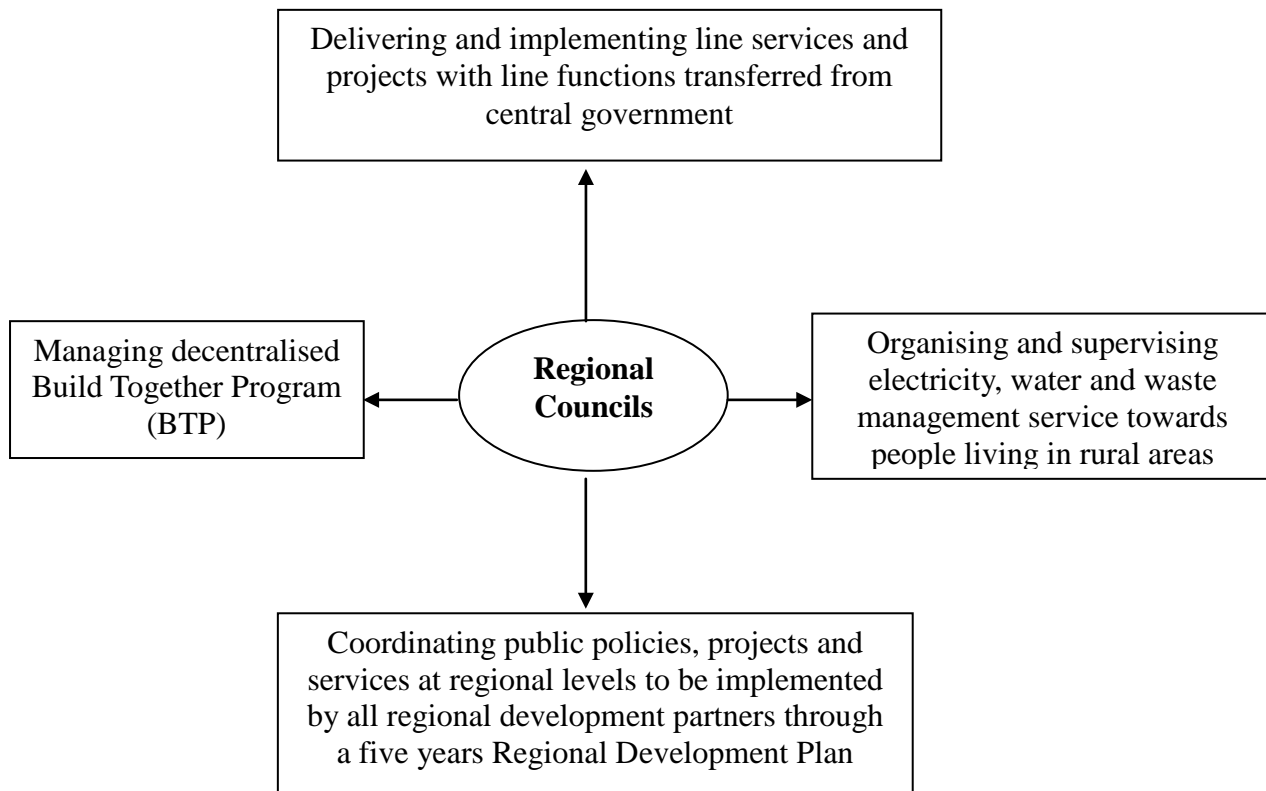 Delivering and implementing line services and
projects with line functions transferred from
central government
Managing decentralised
Build Together Program
(BTP)
Regional
Councils
Organising and supervising
electricity, water and waste
management service towards
people living in rural areas
Coordinating public policies, projects and
services at regional levels to be implemented
by all regional development partners through
a five years Regional Development Plan